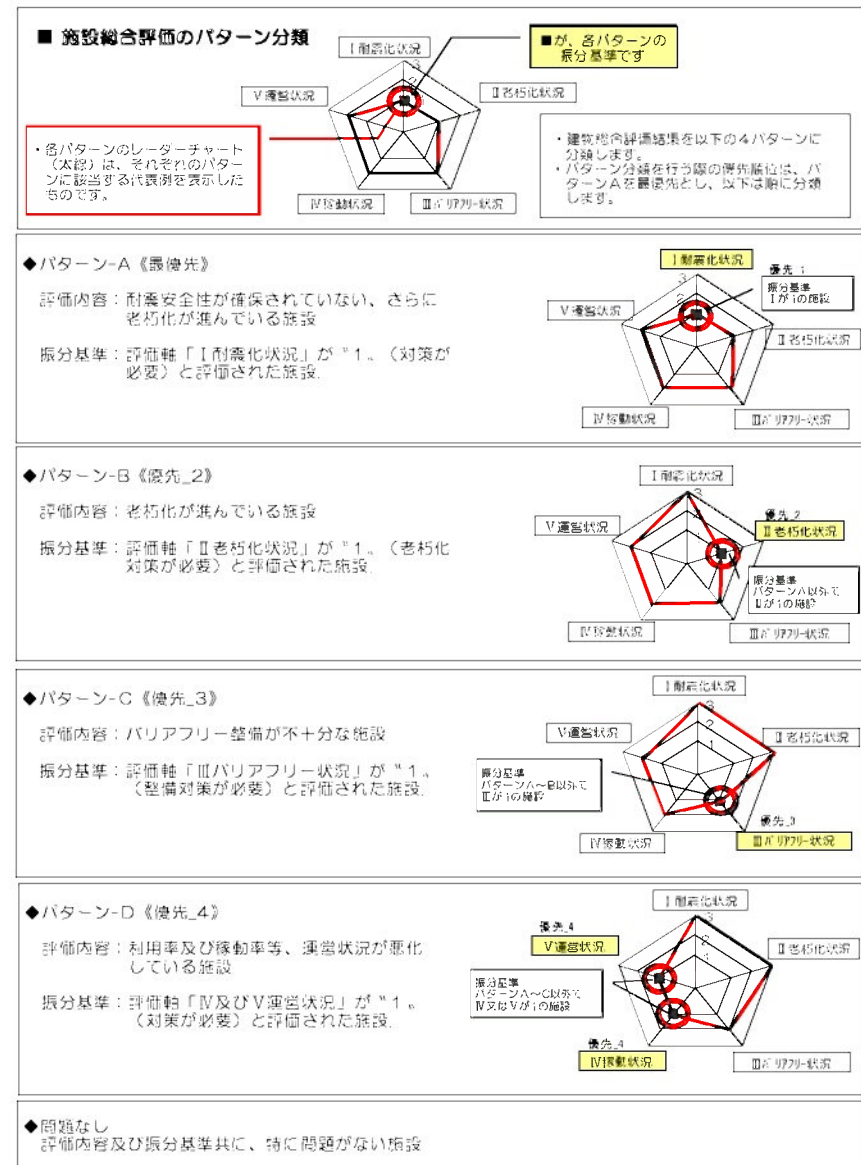 ■ 施設総合評価のパターン分類
Ⅰ耐震化状況
■が、各パターンの
振分基準です
Ⅴ運営状況
Ⅱ老朽化状況
3
2
・各パターンのレーダーチャート
（太線）は、それぞれのパター
ンに該当する代表例を表示した
ものです。
・建物総合評価結果を以下の４パターンに
分類します。
・パターン分類を行う際の優先順位は、パ
ターンAを最優先とし、以下は順に分類
します。
Ⅳ稼動状況
Ⅲバリアフリー状況
◆パターン-A《最優先》
評価内容：耐震安全性が確保されていない、さらに
老朽化が進んでいる施設
振分基準：評価軸「Ⅰ耐震化状況」が〝1〟（対策が
必要）と評価された施設.
Ⅰ耐震化状況
優先_1
振分基準
Ⅰが1の施設
3
2
Ⅴ運営状況
Ⅱ老朽化状況
Ⅳ稼動状況
Ⅲバリアフリー状況
◆パターン-B《優先_2》
評価内容：老朽化が進んでいる施設
振分基準：評価軸「Ⅱ老朽化状況」が〝1〟（老朽化
対策が必要）と評価された施設.
Ⅰ耐震化状況
3
優先_2
Ⅴ運営状況
Ⅱ老朽化状況
振分基準
パターンA以外で
Ⅱが1の施設
Ⅳ稼動状況
Ⅲバリアフリー状況
◆パターン-C《優先_3》
評価内容：バリアフリー整備が不十分な施設
振分基準：評価軸「Ⅲバリアフリー状況」が〝1〟
（整備対策が必要）と評価された施設.
Ⅰ耐震化状況
3
2
1
Ⅴ運営状況
Ⅱ老朽化状況
振分基準
パターンA～B以外で
Ⅲが1の施設
優先_3
Ⅳ稼動状況
Ⅲバリアフリー状況
◆パターン-D《優先_4》
評価内容：利用率及び稼動率等、運営状況が悪化
している施設
振分基準：評価軸「Ⅳ及びⅤ運営状況」が〝1〟
（対策が必要）と評価された施設.
Ⅰ耐震化状況
3
2
1
優先_4
Ⅴ運営状況
Ⅱ老朽化状況
振分基準
パターンA～C以外で
Ⅳ又はⅤが1の施設
優先_4
Ⅳ稼動状況
Ⅲバリアフリー状況
◆問題なし
評価内容及び振分基準共に、特に問題がない施設